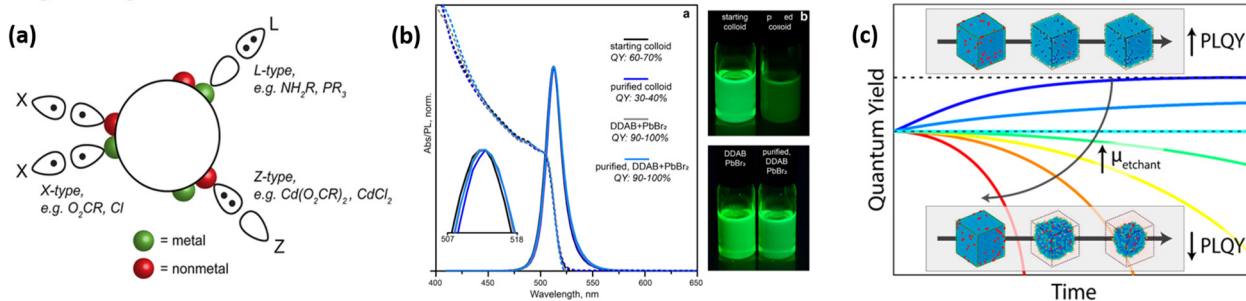 (a)
L
L-type,
e.g. NH₂R, PR₃
X
X
X-type,
e.g. O₂CR, Cl
Z-type,
e.g. Cd(O₂CR)₂, CdCl₂
Z
= metal
= nonmetal
(b)
a
Abs/PL, norm.
starting colloid
QY: 60-70%
purified colloid
QY: 30-40%
DDAB+PbBr₂
QY: 90-100%
purified, DDAB+PbBr₂
QY: 90-100%
507
518
400 450 500 550 600 650
Wavelength, nm
b
starting
colloid
p ed
colloid
DDAB
PbBr₂
purified,
DDAB
PbBr₂
(c)
Quantum Yield
↑ PLQY
↑ μetchant
↓ PLQY
Time